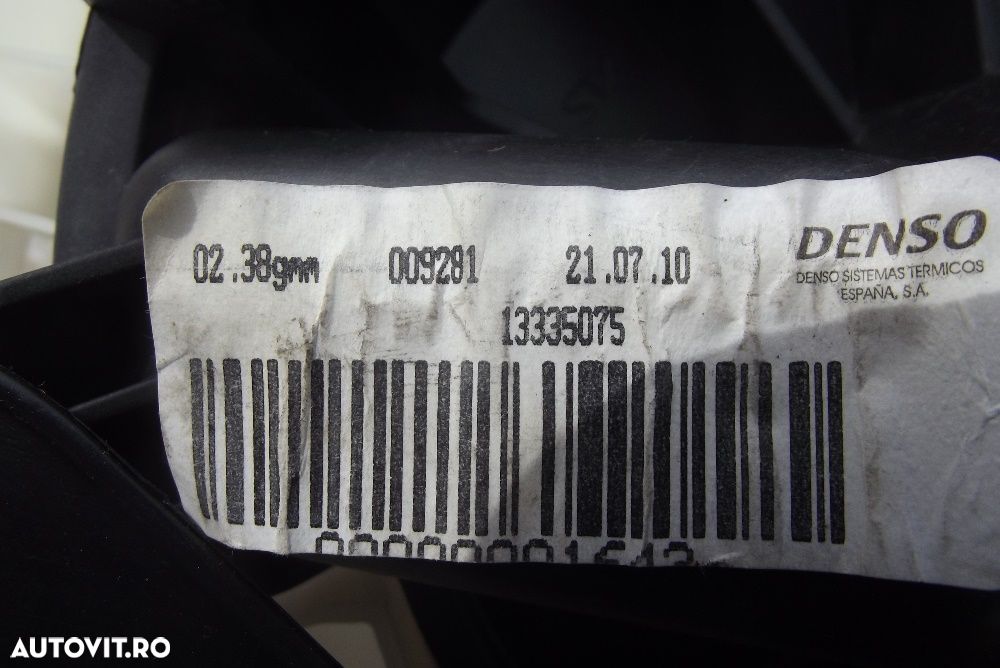 02.38gmm 009281 21.07.10
DENSO
DENSO SISTEMAS TERMICOS
ESPAÑA, S.A.
13335075
AUTOVIT.RO